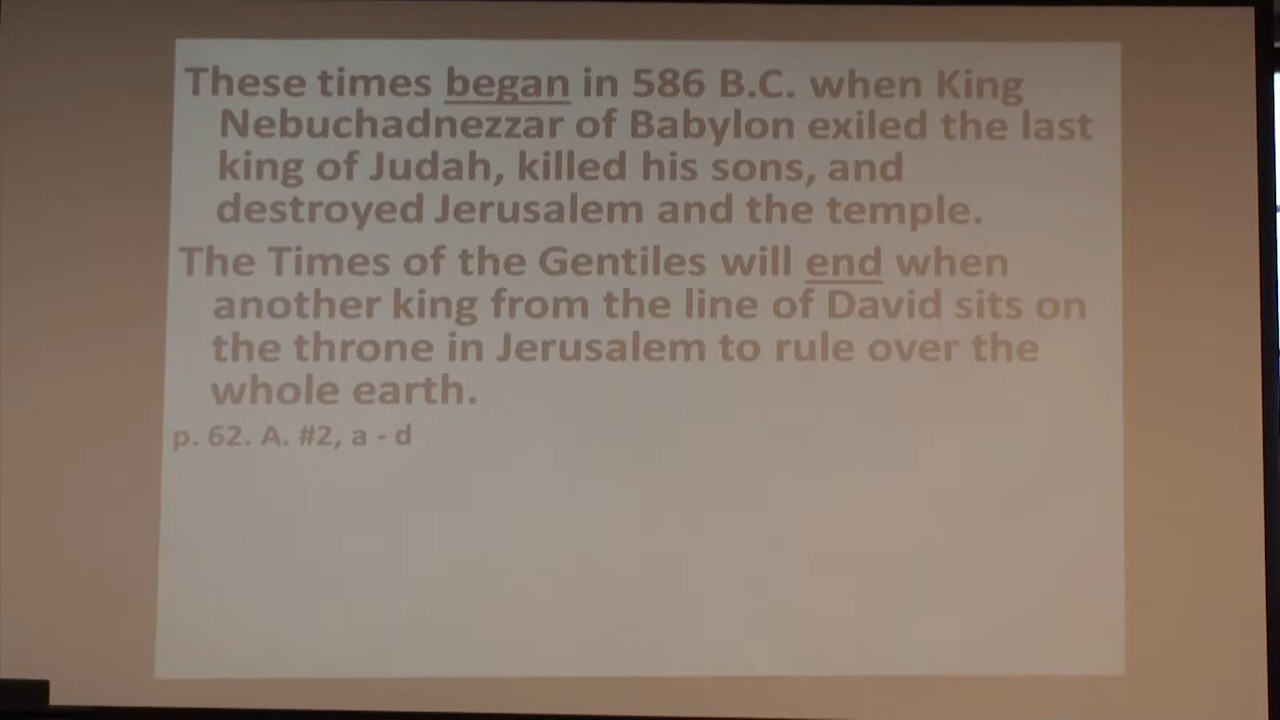 These times began in 586 B.C. when King
Nebuchadnezzar of Babylon exiled the last
king of Judah, killed his sons, and
destroyed Jerusalem and the temple.
The Times of the Gentiles will end when
another king from the line of David sits on
the throne in Jerusalem to rule over the
whole earth.
p. 62. A. #2, a - d